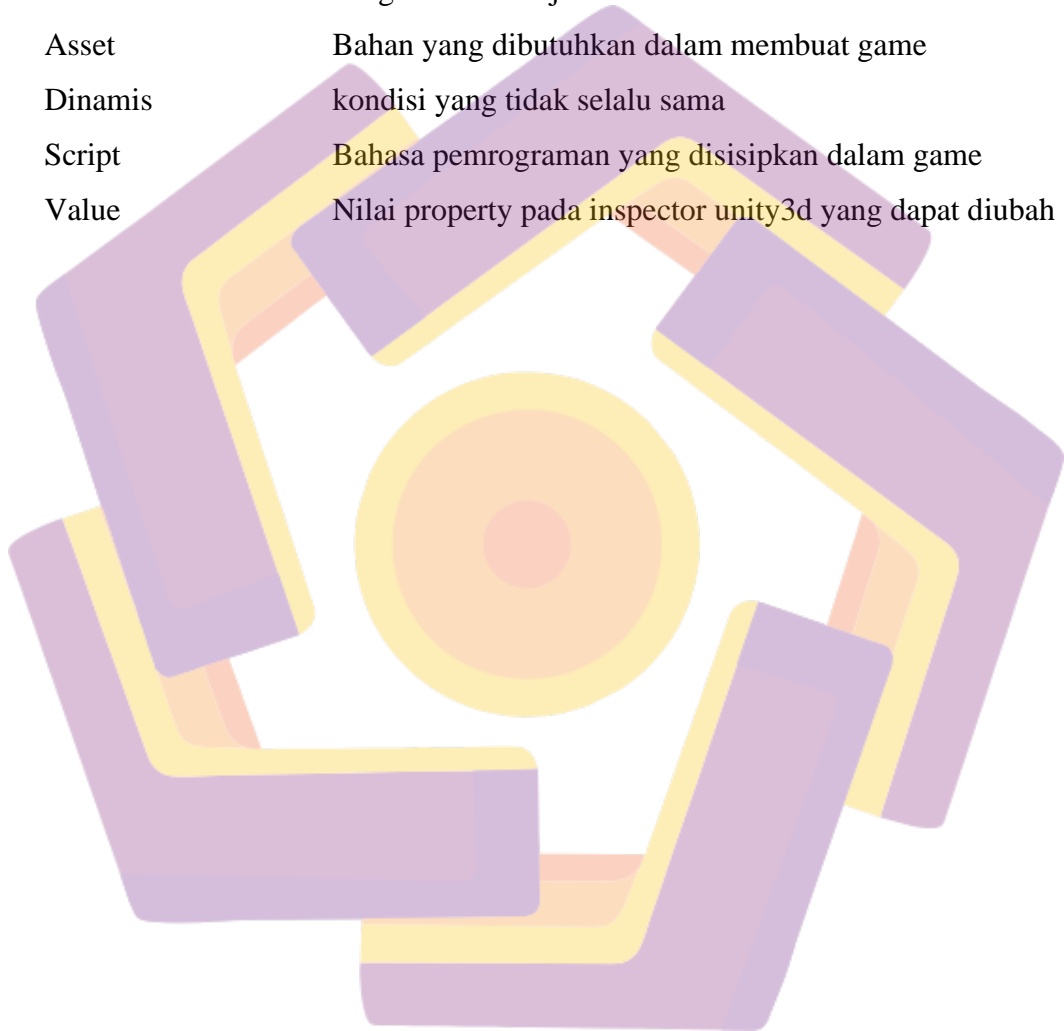 Asset Bahan yang dibutuhkan dalam membuat game
Dinamis kondisi yang tidak selalu sama
Script Bahasa pemrograman yang disisipkan dalam game
Value Nilai property pada inspector unity3d yang dapat diubah